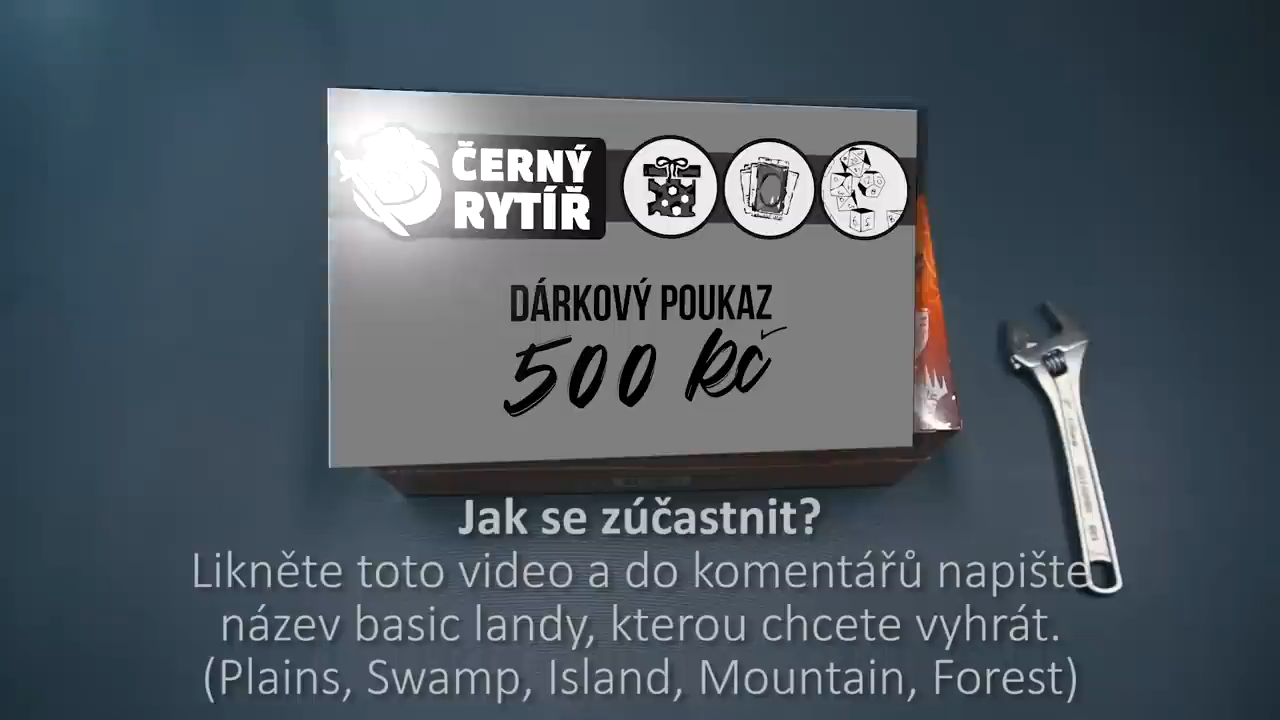 ČERNÝ
RYTÍŘ
DÁRKOVÝ POUKAZ
500 Kč
Jak se zúčastnit?
Likněte toto video a do komentářů napište
název basic landy, kterou chcete vyhrát.
(Plains, Swamp, Island, Mountain, Forest)